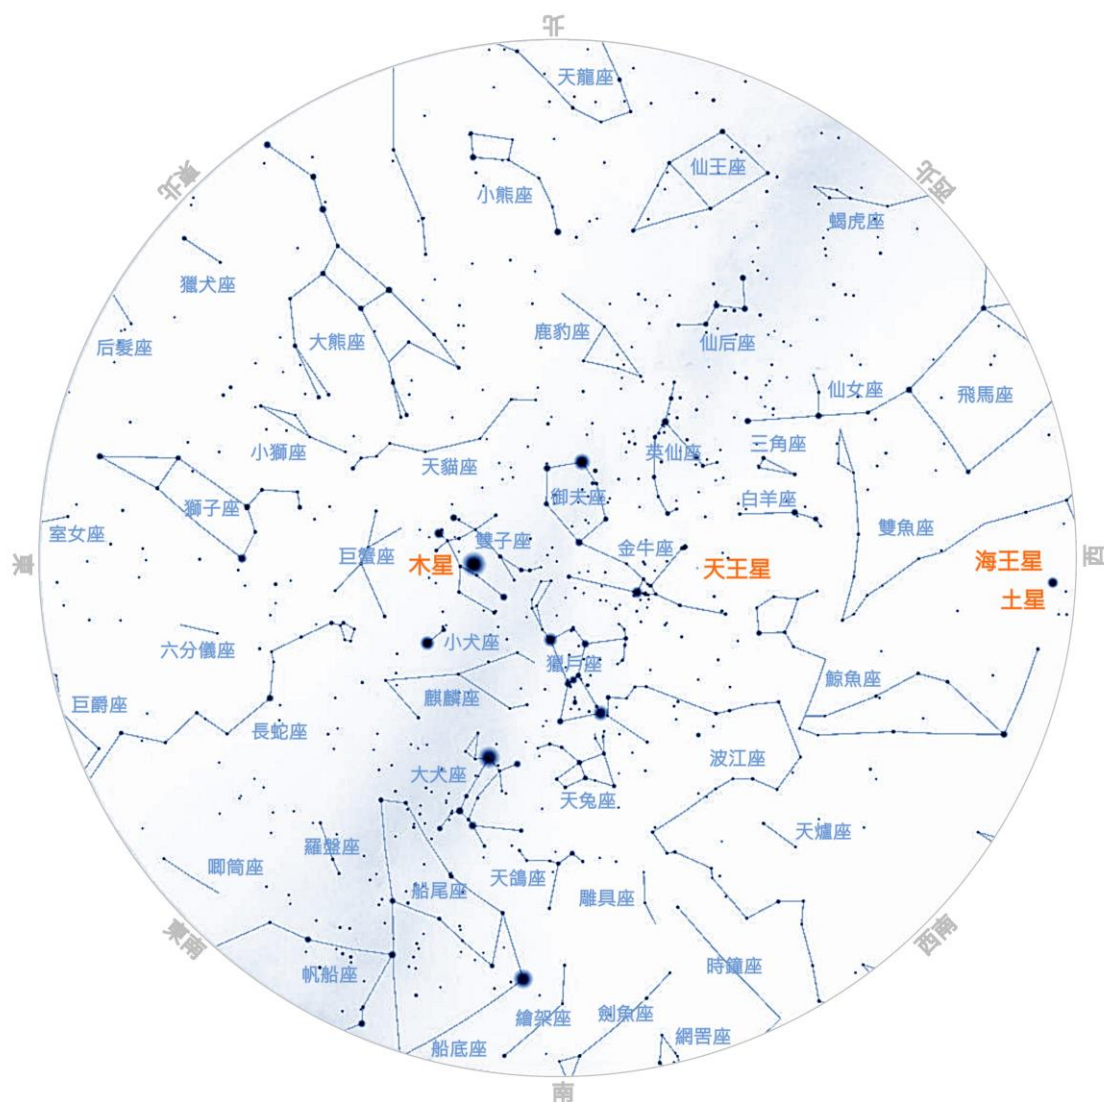 北
天龍座
東北
西北
仙王座
小熊座
蝎虎座
獵犬座
后髮座
大熊座
鹿豹座
仙后座
仙女座
飛馬座
小獅座
天貓座
英仙座
三角座
獅子座
御夫座
白羊座
雙魚座
室女座
巨蟹座
雙子座
金牛座
東
木星
天王星
海王星
西
土星
六分儀座
小犬座
獵戶座
鯨魚座
巨爵座
麒麟座
長蛇座
波江座
大犬座
天兔座
天爐座
羅盤座
唧筒座
船尾座
天鴿座
雕具座
東南
西南
帆船座
時鐘座
繪架座
劍魚座
船底座
網罟座
南